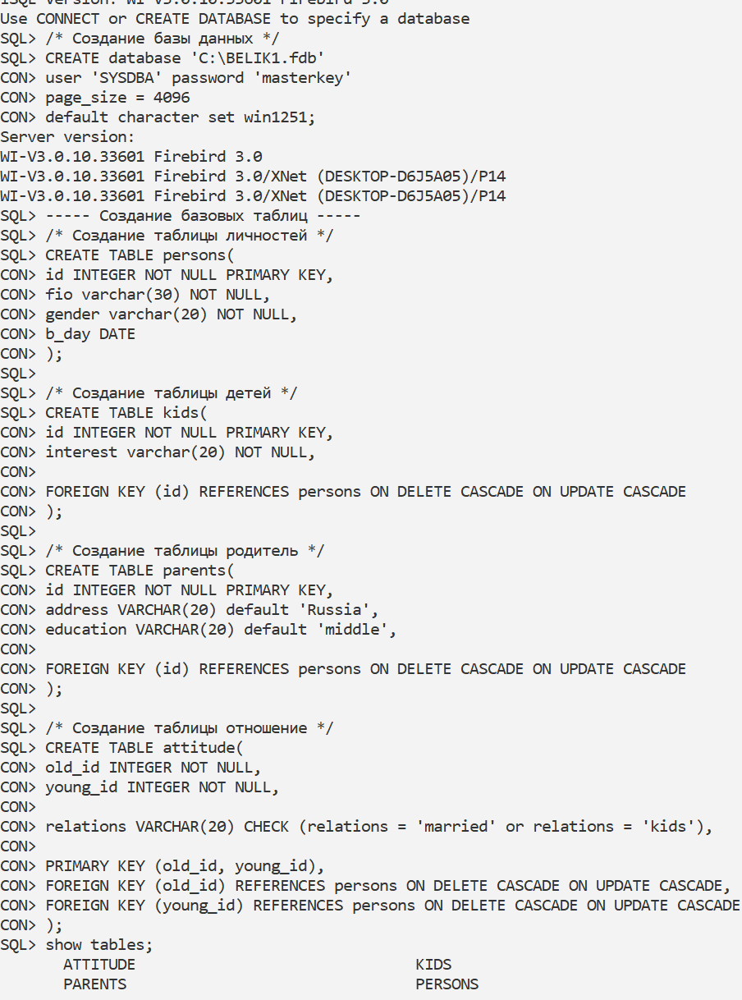 ISQL Version: WI-V3.0.10.33601 Firebird 3.0
Use CONNECT or CREATE DATABASE to specify a database
SQL> /* Создание базы данных */
SQL> CREATE database 'C:\BELIK1.fdb'
CON> user 'SYSDBA' password 'masterkey'
CON> page_size = 4096
CON> default character set win1251;
Server version:
WI-V3.0.10.33601 Firebird 3.0
WI-V3.0.10.33601 Firebird 3.0/XNet (DESKTOP-D6J5A05)/P14
WI-V3.0.10.33601 Firebird 3.0/XNet (DESKTOP-D6J5A05)/P14
SQL> ----- Создание базовых таблиц -----
SQL> /* Создание таблицы личностей */
SQL> CREATE TABLE persons(
CON> id INTEGER NOT NULL PRIMARY KEY,
CON> fio varchar(30) NOT NULL,
CON> gender varchar(20) NOT NULL,
CON> b_day DATE
CON> );
SQL>
SQL> /* Создание таблицы детей */
SQL> CREATE TABLE kids(
CON> id INTEGER NOT NULL PRIMARY KEY,
CON> interest varchar(20) NOT NULL,
CON>
CON> FOREIGN KEY (id) REFERENCES persons ON DELETE CASCADE ON UPDATE CASCADE
CON> );
SQL>
SQL> /* Создание таблицы родитель */
SQL> CREATE TABLE parents(
CON> id INTEGER NOT NULL PRIMARY KEY,
CON> address VARCHAR(20) default 'Russia',
CON> education VARCHAR(20) default 'middle',
CON>
CON> FOREIGN KEY (id) REFERENCES persons ON DELETE CASCADE ON UPDATE CASCADE
CON> );
SQL>
SQL> /* Создание таблицы отношение */
SQL> CREATE TABLE attitude(
CON> old_id INTEGER NOT NULL,
CON> young_id INTEGER NOT NULL,
CON>
CON> relations VARCHAR(20) CHECK (relations = 'married' or relations = 'kids'),
CON>
CON> PRIMARY KEY (old_id, young_id),
CON> FOREIGN KEY (old_id) REFERENCES persons ON DELETE CASCADE ON UPDATE CASCADE,
CON> FOREIGN KEY (young_id) REFERENCES persons ON DELETE CASCADE ON UPDATE CASCADE
CON> );
SQL> show tables;
ATTITUDE KIDS
PARENTS PERSONS